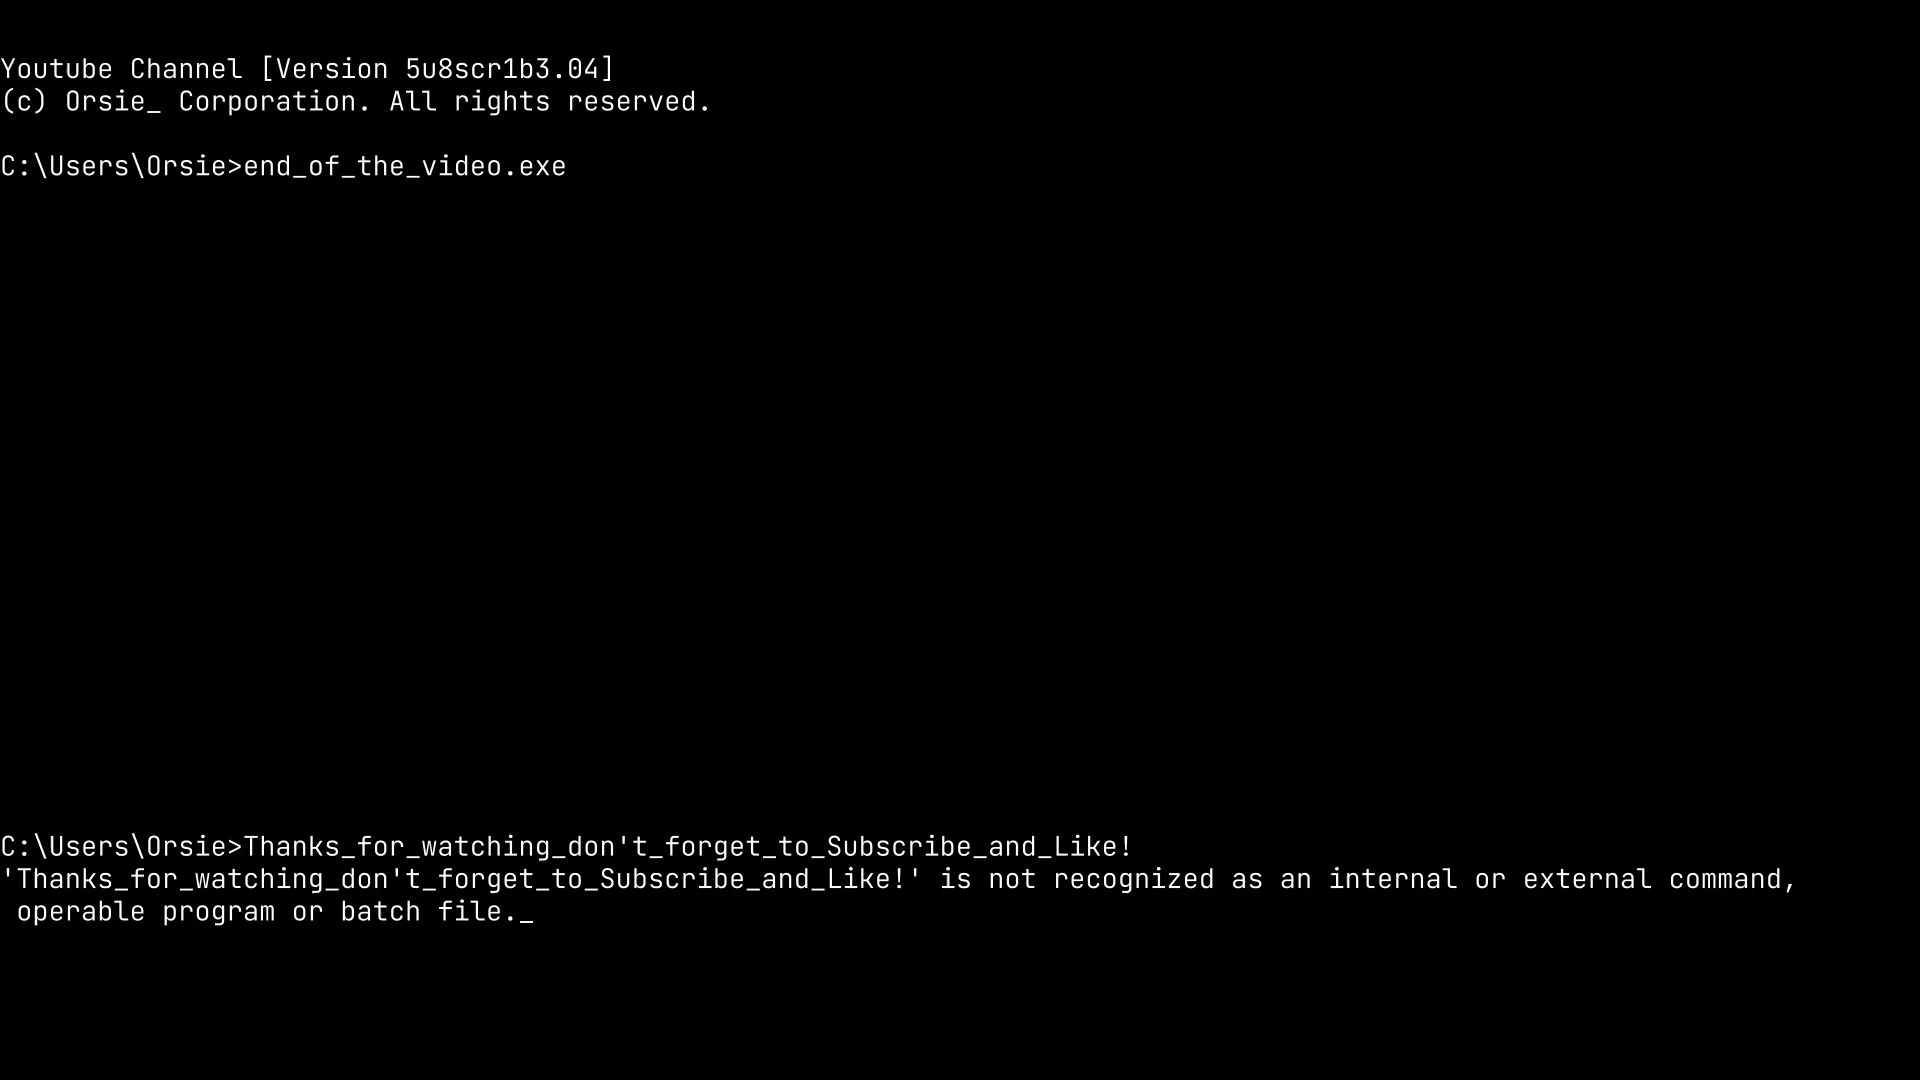 Youtube Channel [Version 5u8scr1b3.04]
(c) Orsie_ Corporation. All rights reserved.
C:\Users\Orsie>end_of_the_video.exe
C:\Users\Orsie>Thanks_for_watching_don't_forget_to_Subscribe_and_Like!
'Thanks_for_watching_don't_forget_to_Subscribe_and_Like!' is not recognized as an internal or external command,
operable program or batch file._